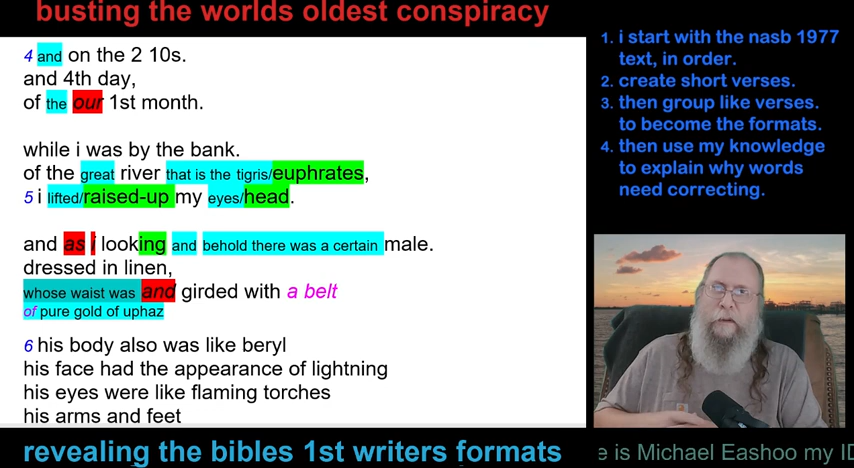 busting the worlds oldest conspiracy
4 and on the 2 10s.
and 4th day,
of the our 1st month.
while i was by the bank.
of the great river that is the tigris/euphrates,
5 i lifted/raised-up my eyes/head.
and as i looking and behold there was a certain male.
dressed in linen,
whose waist was and girded with a belt
of pure gold of uphaz
6 his body also was like beryl
his face had the appearance of lightning
his eyes were like flaming torches
his arms and feet
1. i start with the nasb 1977
text, in order.
2. create short verses.
3. then group like verses.
to become the formats.
4. then use my knowledge
to explain why words
need correcting.
revealing the bibles 1st writers formats
e is Michael Eashoo my ID